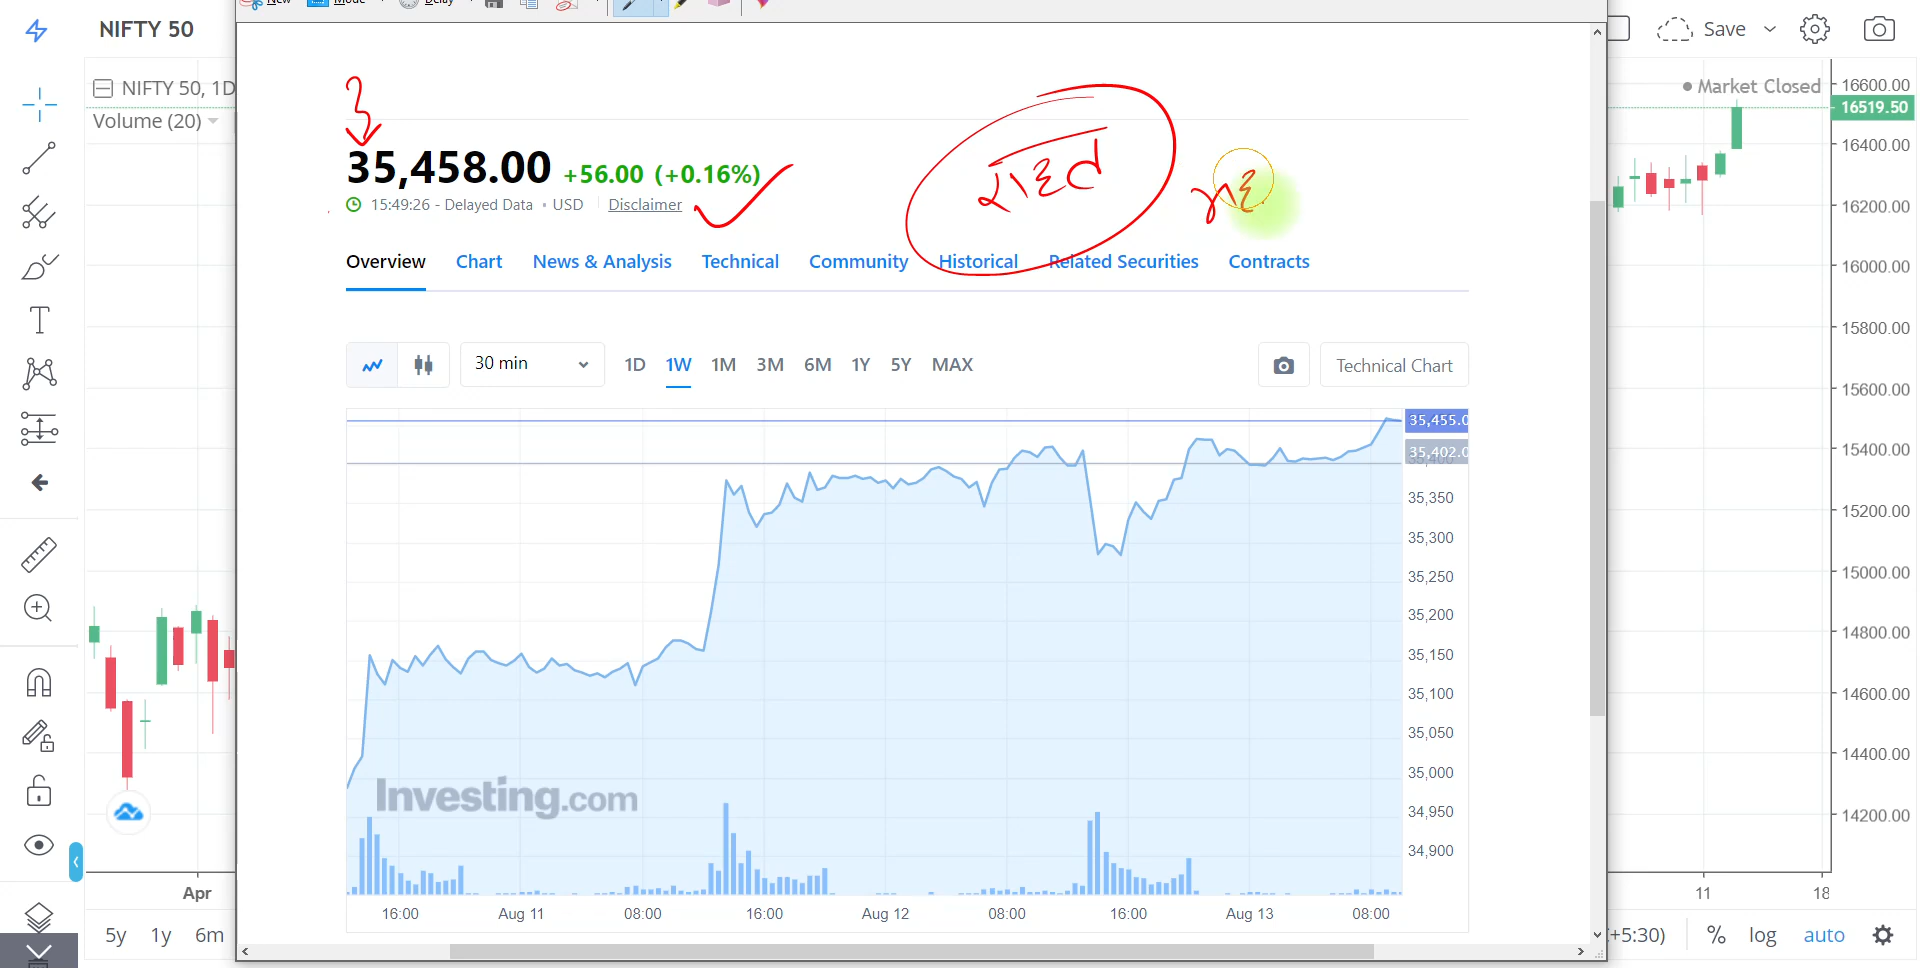 New Mode Delay
NIFTY 50
Save
NIFTY 50, 1D
Volume (20)
Market Closed
16600.00
16519.50
16400.00
16200.00
16000.00
15800.00
15600.00
15400.00
15200.00
15000.00
14800.00
14600.00
14400.00
14200.00
35,458.00 +56.00 (+0.16%)
15:49:26 - Delayed Data • USD Disclaimer
Overview Chart News & Analysis Technical Community Historical Related Securities Contracts
30 min 1D 1W 1M 3M 6M 1Y 5Y MAX Technical Chart
35,455.0
35,402.0
35,350
35,300
35,250
35,200
35,150
35,100
35,050
35,000
34,950
34,900
Investing.com
16:00 Aug 11 08:00 16:00 Aug 12 08:00 16:00 Aug 13 08:00
Apr 11 18
5y 1y 6m
+5:30) % log auto